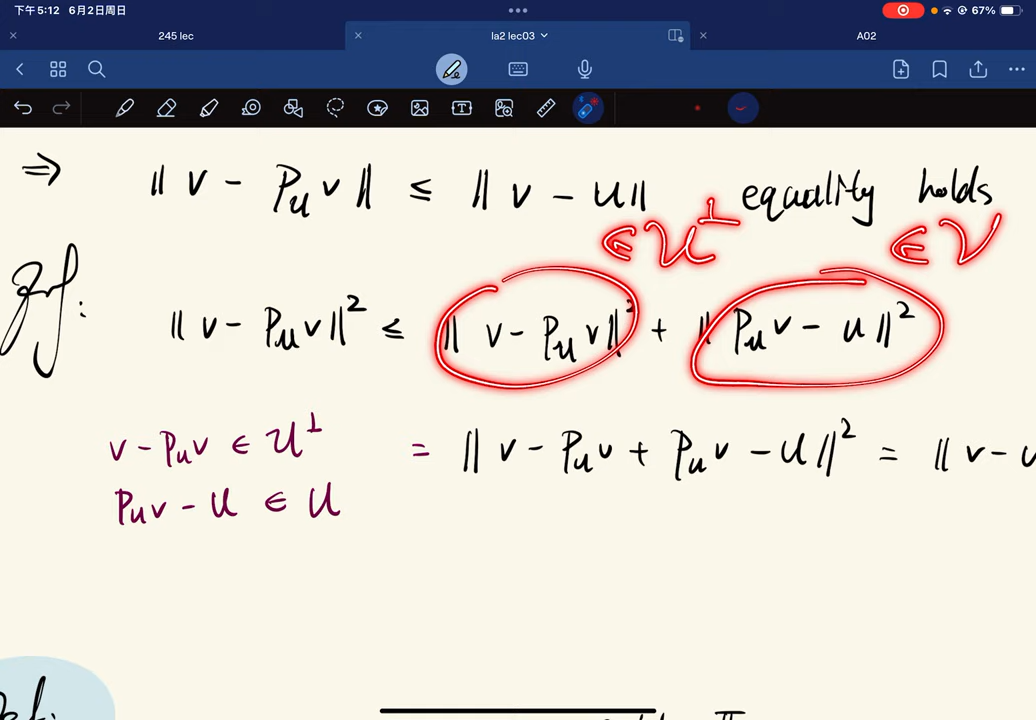 下午5:12 6月2日周日
67%
245 lec
la2 lec03
A02
⇒ ‖v - P_U v‖ ≤ ‖v - u‖ equality holds
∈ U^⊥ ∈ V
prf: ‖v - P_U v‖² ≤ ‖v - P_U v‖² + ‖P_U v - u‖²
v - P_U v ∈ U^⊥ = ‖v - P_U v + P_U v - u‖² = ‖v - u
P_U v - u ∈ U